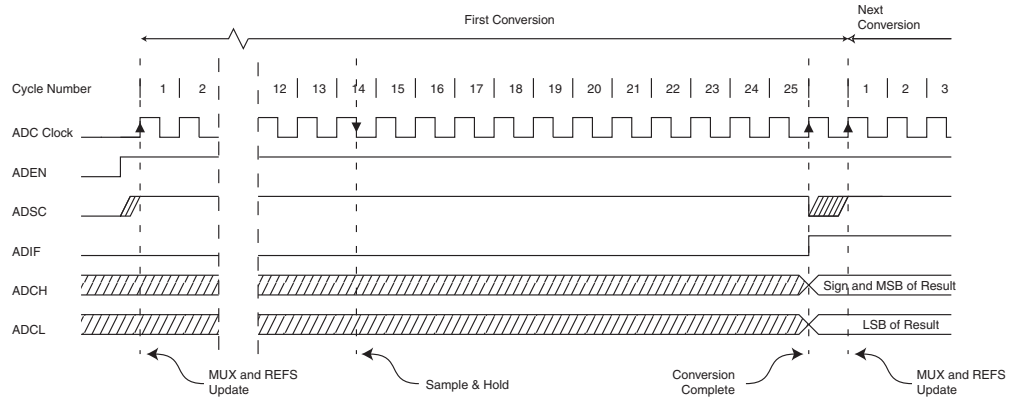 First Conversion
Next
Conversion
Cycle Number
1 2 12 13 14 15 16 17 18 19 20 21 22 23 24 25 1 2 3
ADC Clock
ADEN
ADSC
ADIF
ADCH
Sign and MSB of Result
ADCL
LSB of Result
MUX and REFS
Update
Sample & Hold
Conversion
Complete
MUX and REFS
Update